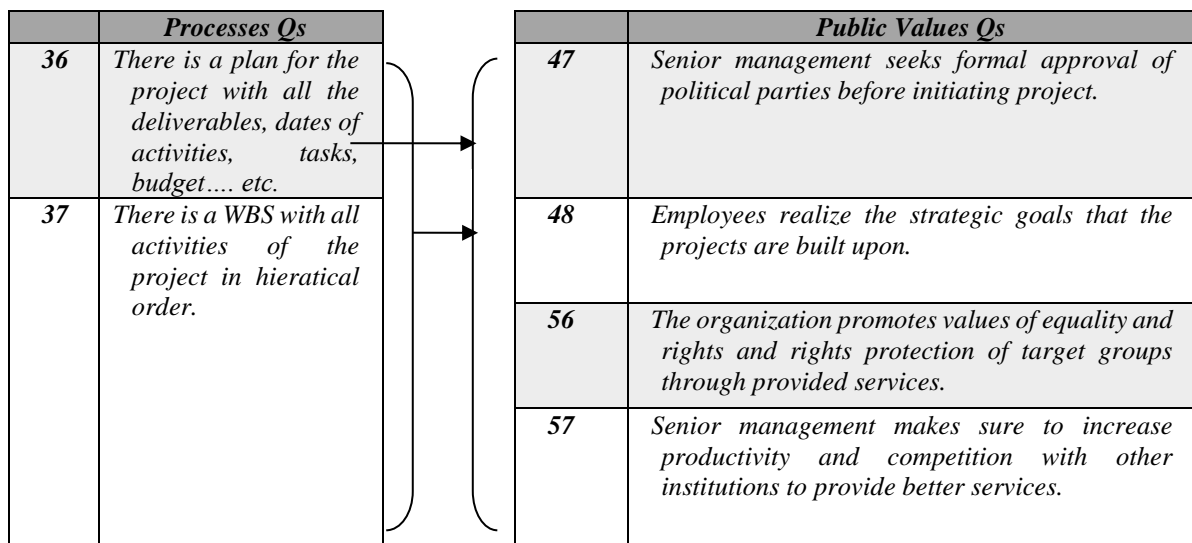 Processes Qs
36 There is a plan for the
project with all the
deliverables, dates of
activities, tasks,
budget…. etc.
37 There is a WBS with all
activities of the
project in hieratical
order.
Public Values Qs
47 Senior management seeks formal approval of
political parties before initiating project.
48 Employees realize the strategic goals that the
projects are built upon.
56 The organization promotes values of equality and
rights and rights protection of target groups
through provided services.
57 Senior management makes sure to increase
productivity and competition with other
institutions to provide better services.